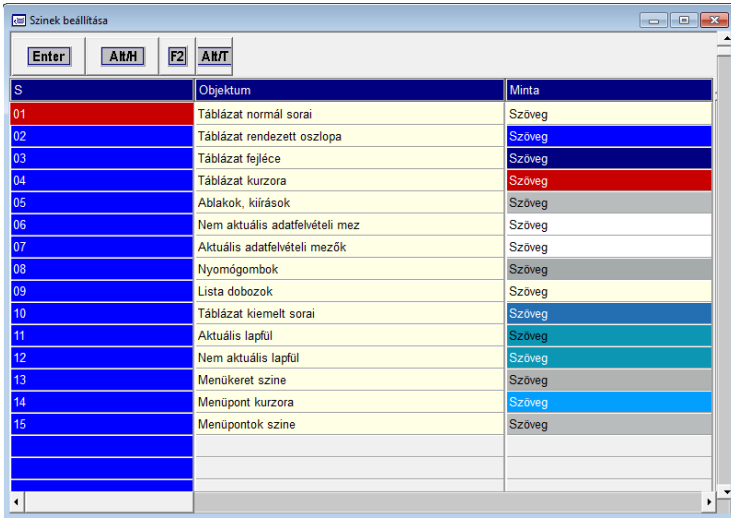 Szinek beállítása
Enter Alt/H F2 Alt/T
S Objektum Minta
01 Táblázat normál sorai Szöveg
02 Táblázat rendezett oszlopa Szöveg
03 Táblázat fejléce Szöveg
04 Táblázat kurzora Szöveg
05 Ablakok, kiírások Szöveg
06 Nem aktuális adatfelvételi mez Szöveg
07 Aktuális adatfelvételi mezők Szöveg
08 Nyomógombok Szöveg
09 Lista dobozok Szöveg
10 Táblázat kiemelt sorai Szöveg
11 Aktuális lapfül Szöveg
12 Nem aktuális lapfül Szöveg
13 Menükeret szine Szöveg
14 Menüpont kurzora Szöveg
15 Menüpontok szine Szöveg